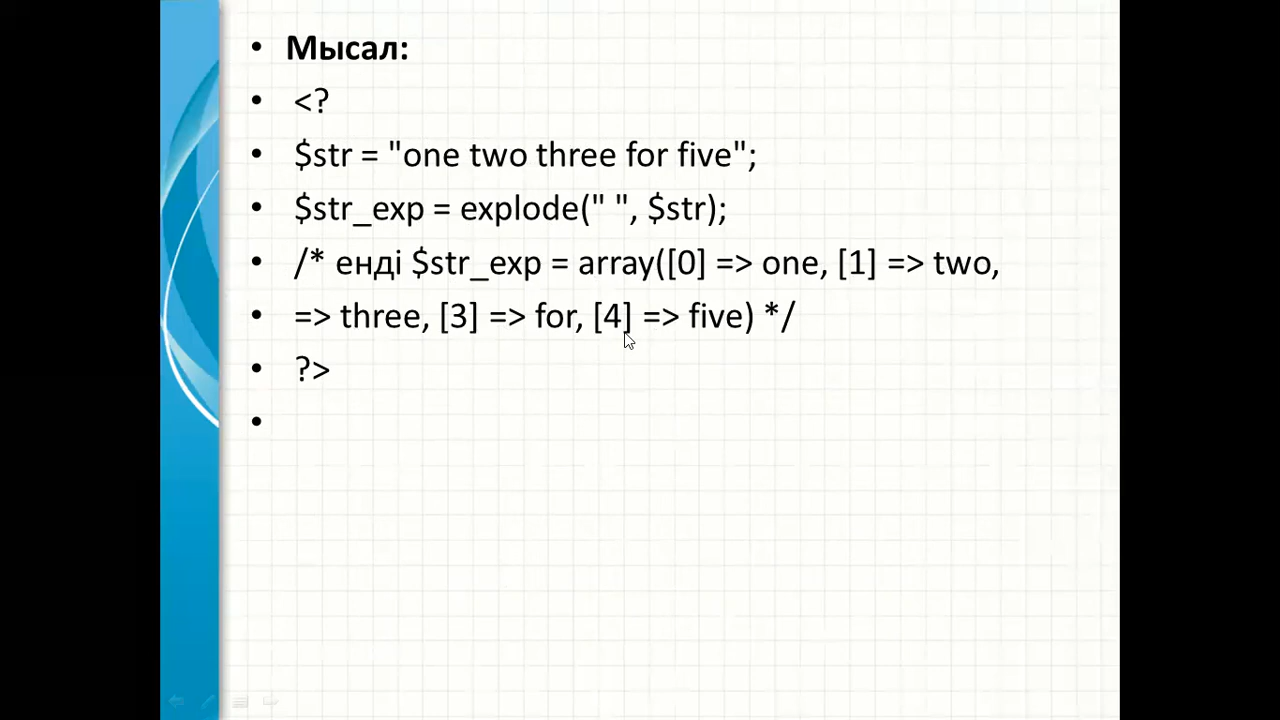 • Мысал:
• <?
• $str = "one two three for five";
• $str_exp = explode(" ", $str);
• /* енді $str_exp = array([0] => one, [1] => two,
• => three, [3] => for, [4] => five) */
• ?>
•